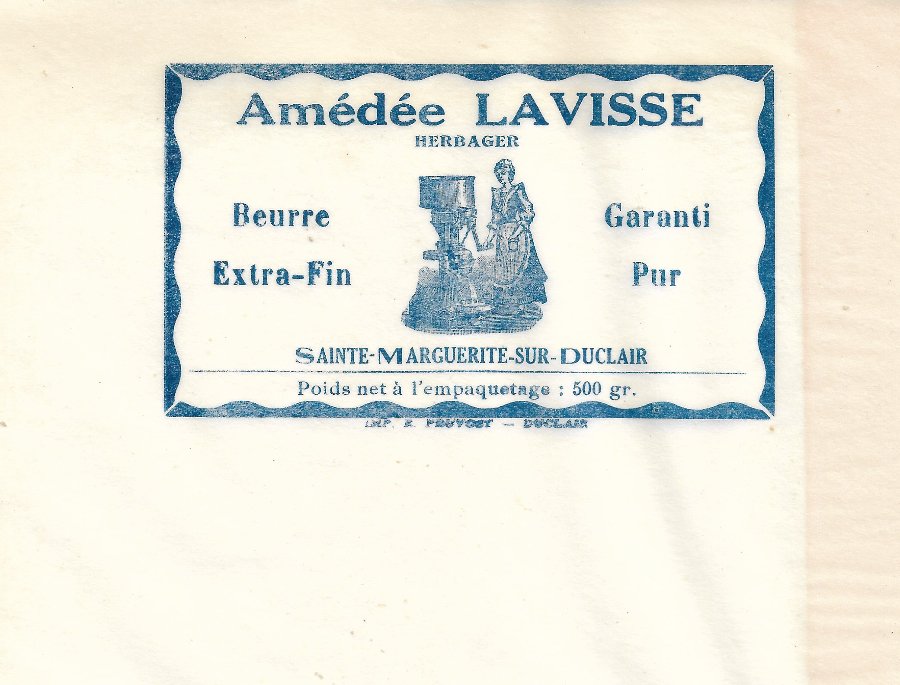 Amédée LAVISSE
HERBAGER
Beurre
Extra-Fin
Garanti
Pur
SAINTE-MARGUERITE-SUR-DUCLAIR
Poids net à l'empaquetage : 500 gr.
IMP. PRUVOST — DUCLAIR